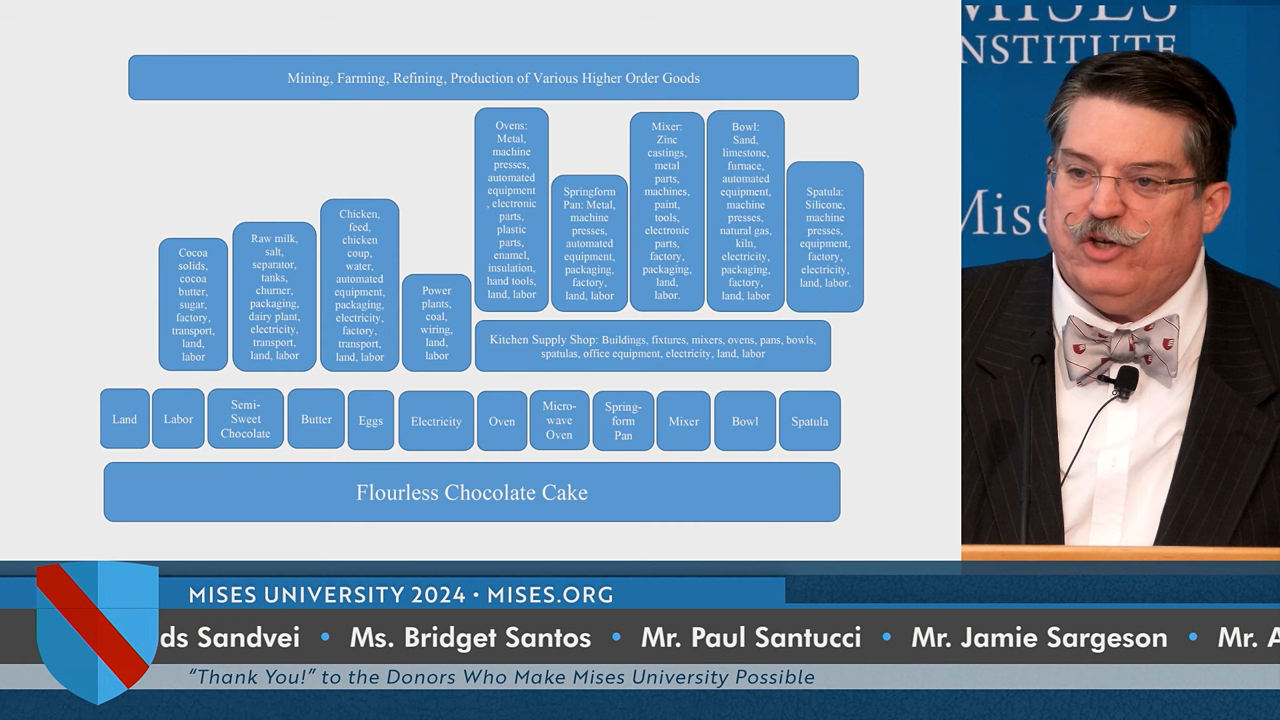 Mining, Farming, Refining, Production of Various Higher Order Goods
Cocoa
solids,
cocoa
butter,
sugar,
factory,
transport,
land,
labor
Raw milk,
salt,
separator,
tanks,
churner,
packaging,
dairy plant,
electricity,
transport,
land, labor
Chicken,
feed,
chicken
coup,
water,
automated
equipment,
packaging,
electricity,
factory,
transport,
land, labor
Power
plants,
coal,
wiring,
land,
labor
Ovens:
Metal,
machine
presses,
automated
equipment
, electronic
parts,
plastic
parts,
enamel,
insulation,
hand tools,
land, labor
Springform
Pan: Metal,
machine
presses,
automated
equipment,
packaging,
factory,
land, labor
Mixer:
Zinc
castings,
metal
parts,
machines,
paint,
tools,
electronic
parts,
factory,
packaging,
land,
labor.
Bowl:
Sand,
limestone,
furnace,
automated
equipment,
machine
presses,
natural gas,
kiln,
electricity,
packaging,
factory,
land, labor
Spatula:
Silicone,
machine
presses,
equipment,
factory,
electricity,
land, labor.
Kitchen Supply Shop: Buildings, fixtures, mixers, ovens, pans, bowls,
spatulas, office equipment, electricity, land, labor
Land
Labor
Semi-
Sweet
Chocolate
Butter
Eggs
Electricity
Oven
Micro-
wave
Oven
Spring-
form
Pan
Mixer
Bowl
Spatula
Flourless Chocolate Cake
MISES
INSTITUTE
Mise
MISES UNIVERSITY 2024 • MISES.ORG
ds Sandvei • Ms. Bridget Santos • Mr. Paul Santucci • Mr. Jamie Sargeson • Mr. A
“Thank You!” to the Donors Who Make Mises University Possible